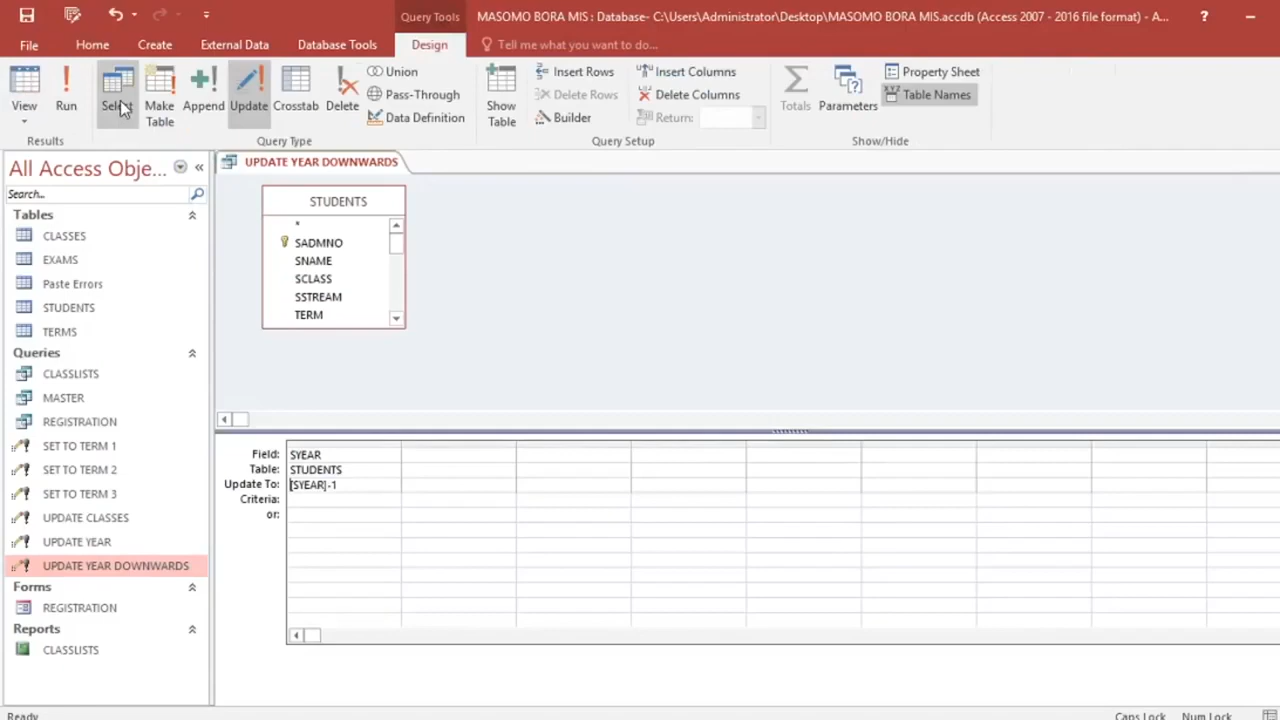 Query Tools
MASOMO BORA MIS : Database- C:\Users\Administrator\Desktop\MASOMO BORA MIS.accdb (Access 2007 - 2016 file format) - A...
?
File
Home
Create
External Data
Database Tools
Design
Tell me what you want to do...
View
Run
Select
Make Table
Append
Update
Crosstab
Delete
Union
Pass-Through
Data Definition
Show Table
Insert Rows
Delete Rows
Builder
Insert Columns
Delete Columns
Return:
Totals
Parameters
Property Sheet
Table Names
Results
Query Type
Query Setup
Show/Hide
All Access Obje...
Search...
Tables
CLASSES
EXAMS
Paste Errors
STUDENTS
TERMS
Queries
CLASSLISTS
MASTER
REGISTRATION
SET TO TERM 1
SET TO TERM 2
SET TO TERM 3
UPDATE CLASSES
UPDATE YEAR
UPDATE YEAR DOWNWARDS
Forms
REGISTRATION
Reports
CLASSLISTS
UPDATE YEAR DOWNWARDS
STUDENTS
*
SADMNO
SNAME
SCLASS
SSTREAM
TERM
Field: SYEAR
Table: STUDENTS
Update To: [SYEAR]-1
Criteria:
or:
Ready
Caps Lock
Num Lock